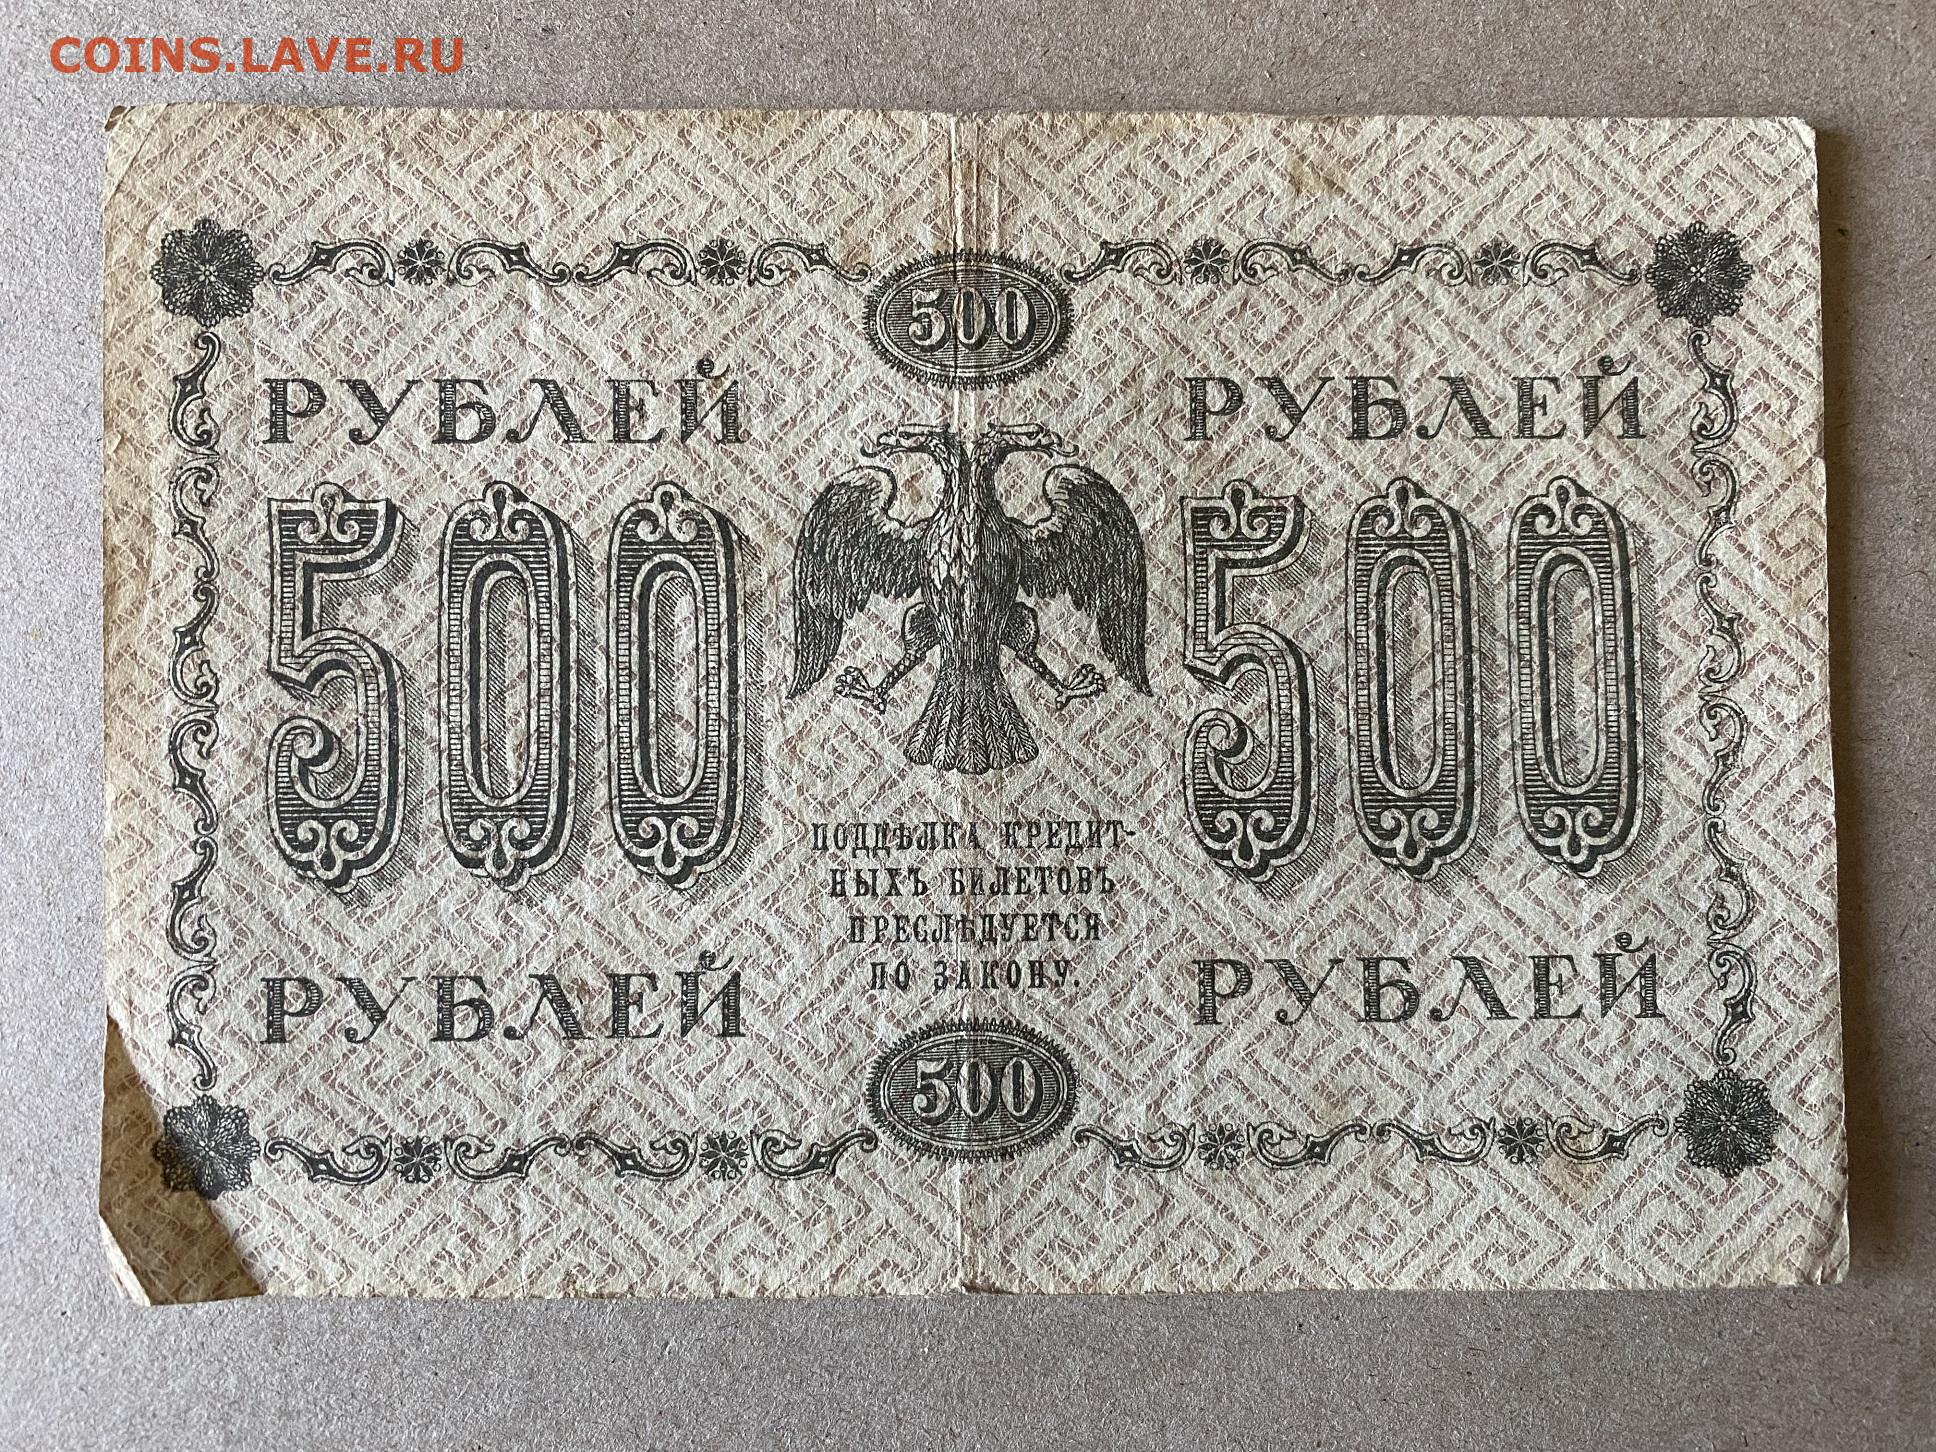 COINS.LAVE.RU
500
РУБЛЕЙ РУБЛЕЙ
500 500
ПОДДѢЛКА КРЕДИТ-
НЫХЪ БИЛЕТОВЪ
ПРЕСЛѢДУЕТСЯ
ПО ЗАКОНУ.
РУБЛЕЙ РУБЛЕЙ
500